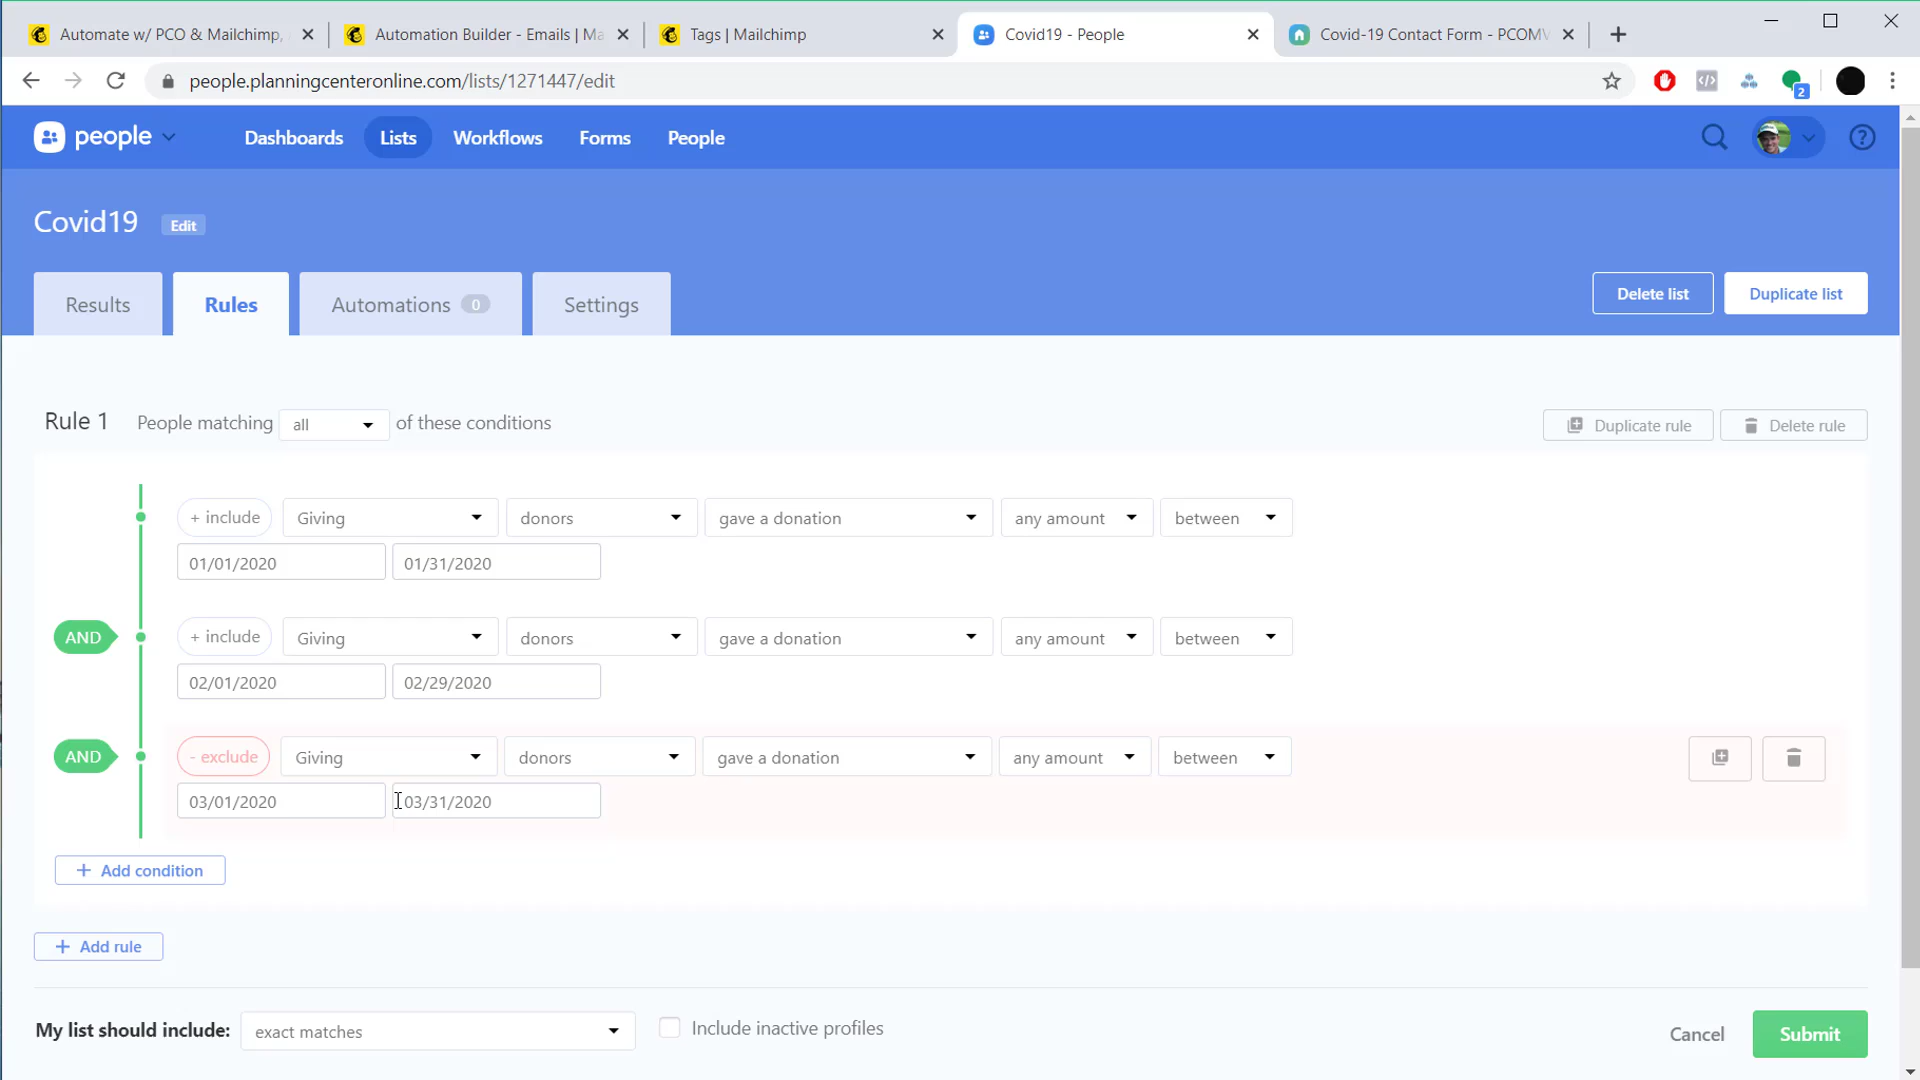 Automate w/ PCO & Mailchimp,
Automation Builder - Emails | Ma
Tags | Mailchimp
Covid19 - People
Covid-19 Contact Form - PCOMV
people.planningcenteronline.com/lists/1271447/edit
2
people
Dashboards
Lists
Workflows
Forms
People
?
Covid19
Edit
Results
Rules
Automations 0
Settings
Delete list
Duplicate list
Rule 1
People matching all of these conditions
Duplicate rule
Delete rule
+ include Giving donors gave a donation any amount between
01/01/2020 01/31/2020
AND + include Giving donors gave a donation any amount between
02/01/2020 02/29/2020
AND - exclude Giving donors gave a donation any amount between
03/01/2020 03/31/2020
+ Add condition
+ Add rule
My list should include: exact matches Include inactive profiles
Cancel
Submit